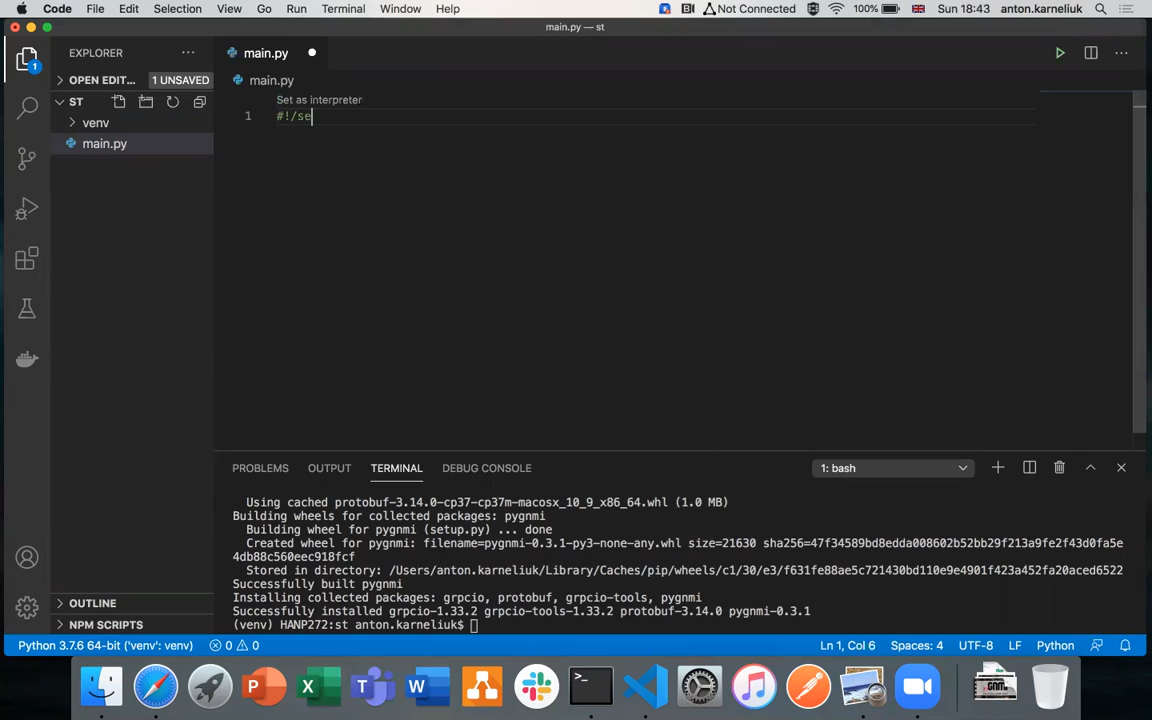 Code File Edit Selection View Go Run Terminal Window Help Not Connected 100% Sun 18:43 anton.karneliuk
main.py — st
EXPLORER
main.py
OPEN EDIT... 1 UNSAVED
main.py
ST
Set as interpreter
venv
1 #!/se
main.py
1
PROBLEMS OUTPUT TERMINAL DEBUG CONSOLE 1: bash
Using cached protobuf-3.14.0-cp37-cp37m-macosx_10_9_x86_64.whl (1.0 MB)
Building wheels for collected packages: pygnmi
Building wheel for pygnmi (setup.py) ... done
Created wheel for pygnmi: filename=pygnmi-0.3.1-py3-none-any.whl size=21630 sha256=47f34589bd8edda008602b52bb29f213a9fe2f43d0fa5e
4db88c560eec918fcf
Stored in directory: /Users/anton.karneliuk/Library/Caches/pip/wheels/c1/30/e3/f631fe88ae5c721430bd110e9e4901f423a452fa20aced6522
Successfully built pygnmi
Installing collected packages: grpcio, protobuf, grpcio-tools, pygnmi
Successfully installed grpcio-1.33.2 grpcio-tools-1.33.2 protobuf-3.14.0 pygnmi-0.3.1
(venv) HANP272:st anton.karneliuk$
OUTLINE
NPM SCRIPTS
Python 3.7.6 64-bit ('venv': venv) 0 0 Ln 1, Col 6 Spaces: 4 UTF-8 LF Python